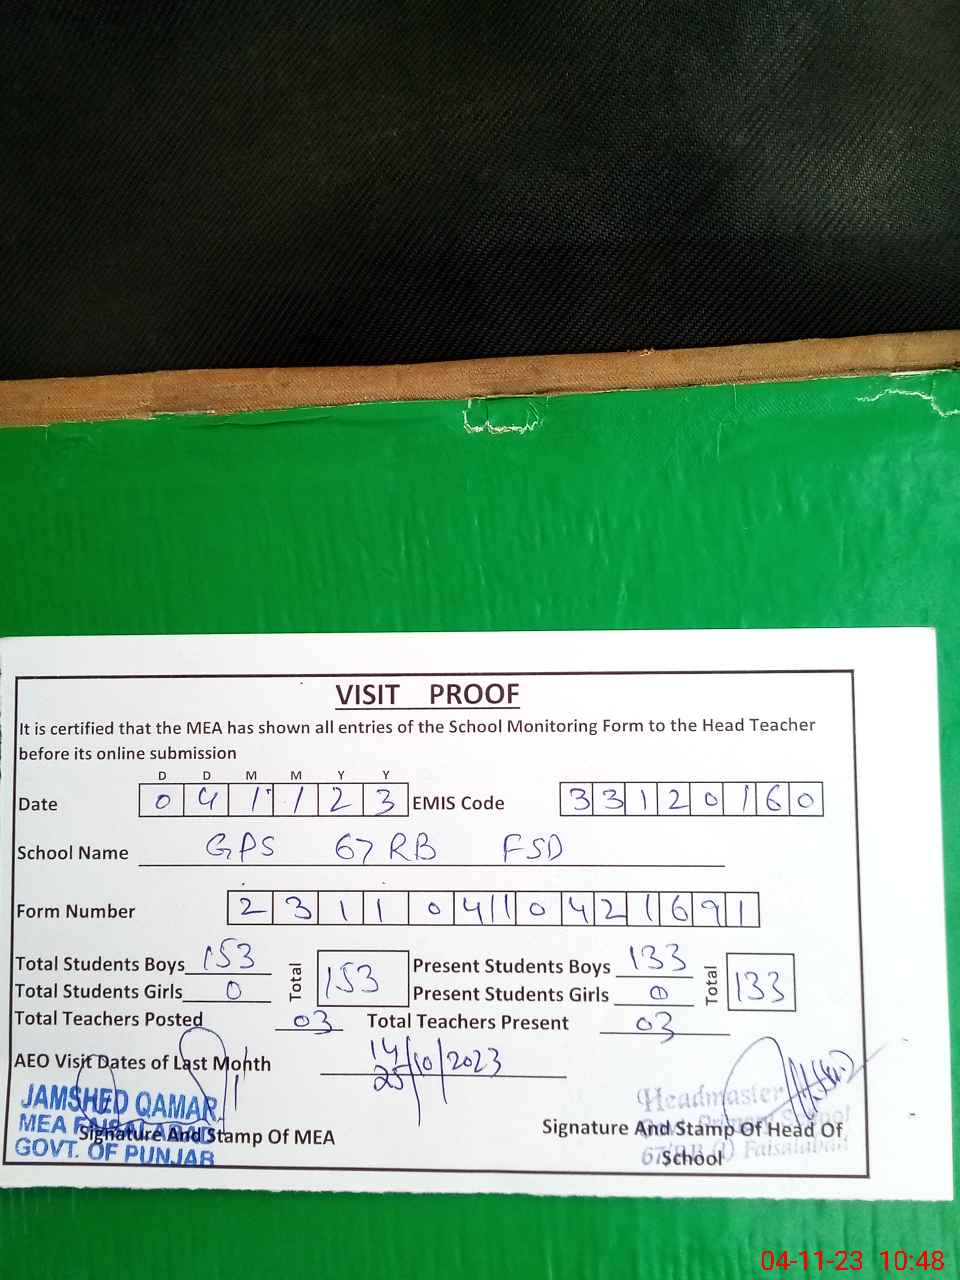 VISIT PROOF
It is certified that the MEA has shown all entries of the School Monitoring Form to the Head Teacher
before its online submission
D D M M Y Y
Date 0 4 1 1 2 3 EMIS Code 3 3 1 2 0 1 6 0
School Name GPS 67 RB FSD
Form Number 2 3 1 1 0 4 1 0 4 2 1 6 9 1
Total Students Boys 153 Total 153 Present Students Boys 133 Total 133
Total Students Girls 0 Present Students Girls 0
Total Teachers Posted 03 Total Teachers Present 03
AEO Visit Dates of Last Month 14/10/2023
25
JAMSHED QAMAR
MEA FAISALABAD
GOVT. OF PUNJAB
Signature And Stamp Of MEA
Headmaster
Primary School
67 RB (I) Faisalabad
Signature And Stamp Of Head Of
School
04-11-23 10:48